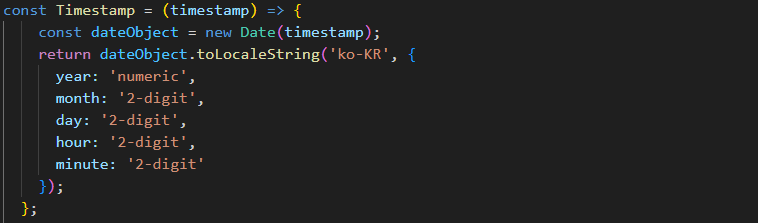 const Timestamp = (timestamp) => {
const dateObject = new Date(timestamp);
return dateObject.toLocaleString('ko-KR', {
year: 'numeric',
month: '2-digit',
day: '2-digit',
hour: '2-digit',
minute: '2-digit'
});
};